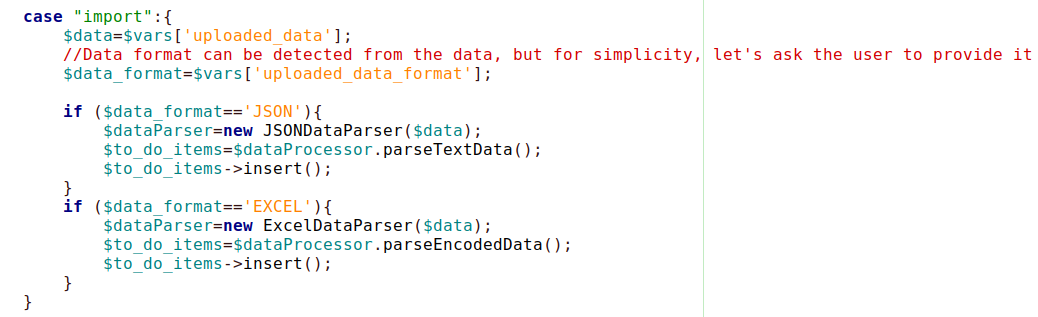 case "import":{
    $data=$vars['uploaded_data'];
    //Data format can be detected from the data, but for simplicity, let's ask the user to provide it
    $data_format=$vars['uploaded_data_format'];

    if ($data_format=='JSON'){
        $dataParser=new JSONDataParser($data);
        $to_do_items=$dataProcessor.parseTextData();
        $to_do_items->insert();
    }
    if ($data_format=='EXCEL'){
        $dataParser=new ExcelDataParser($data);
        $to_do_items=$dataProcessor.parseEncodedData();
        $to_do_items->insert();
    }
}